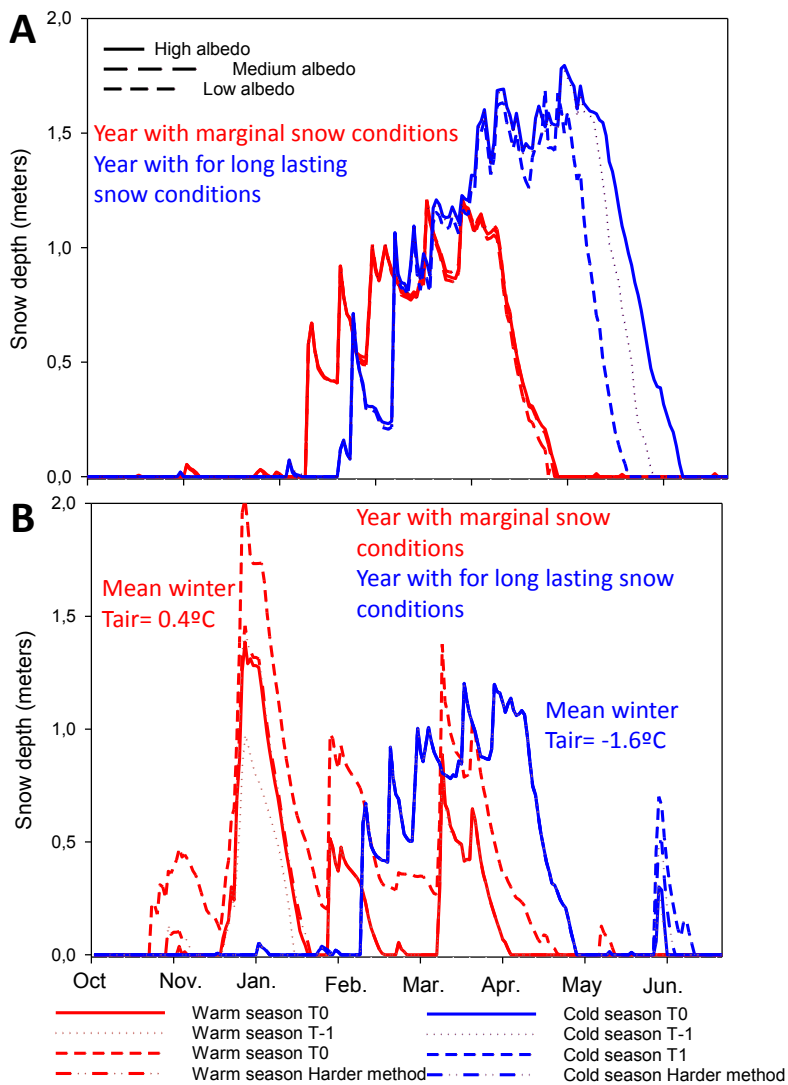 A
2,0
High albedo
Medium albedo
Low albedo
Year with marginal snow conditions
Year with for long lasting
snow conditions
1,5
1,0
0,5
0,0
Snow depth (meters)
B
2,0
Year with marginal snow
conditions
Year with for long lasting snow
conditions
Mean winter
Tair= 0.4ºC
1,5
Mean winter
Tair= -1.6ºC
1,0
0,5
0,0
Snow depth (meters)
Oct Nov. Jan. Feb. Mar. Apr. May Jun.
Warm season T0 Cold season T0
Warm season T-1 Cold season T-1
Warm season T0 Cold season T1
Warm season Harder method Cold season Harder method